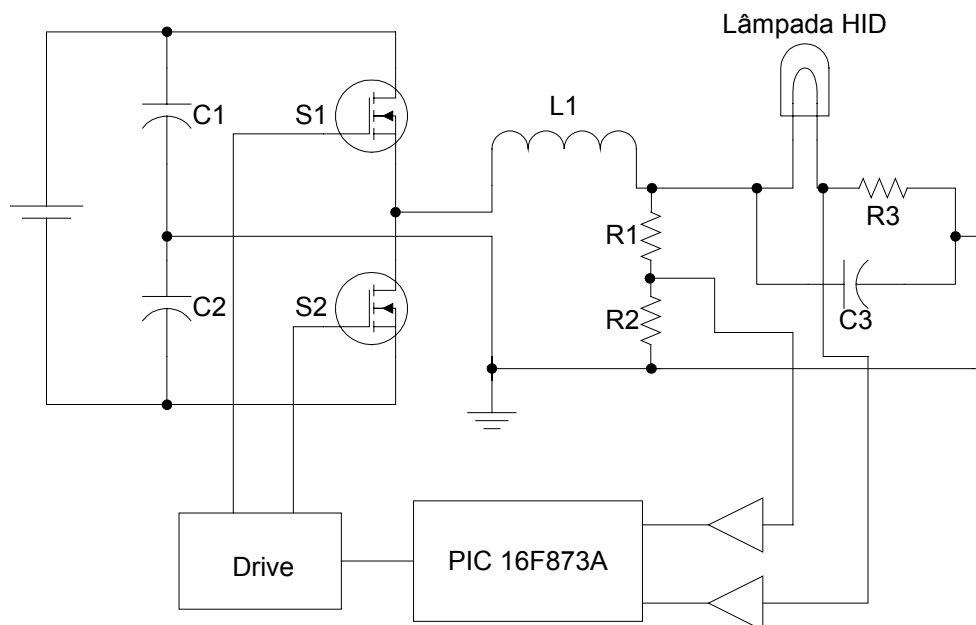 Lâmpada HID
C1
S1
L1
R3
R1
C2
S2
R2
C3
Drive
PIC 16F873A